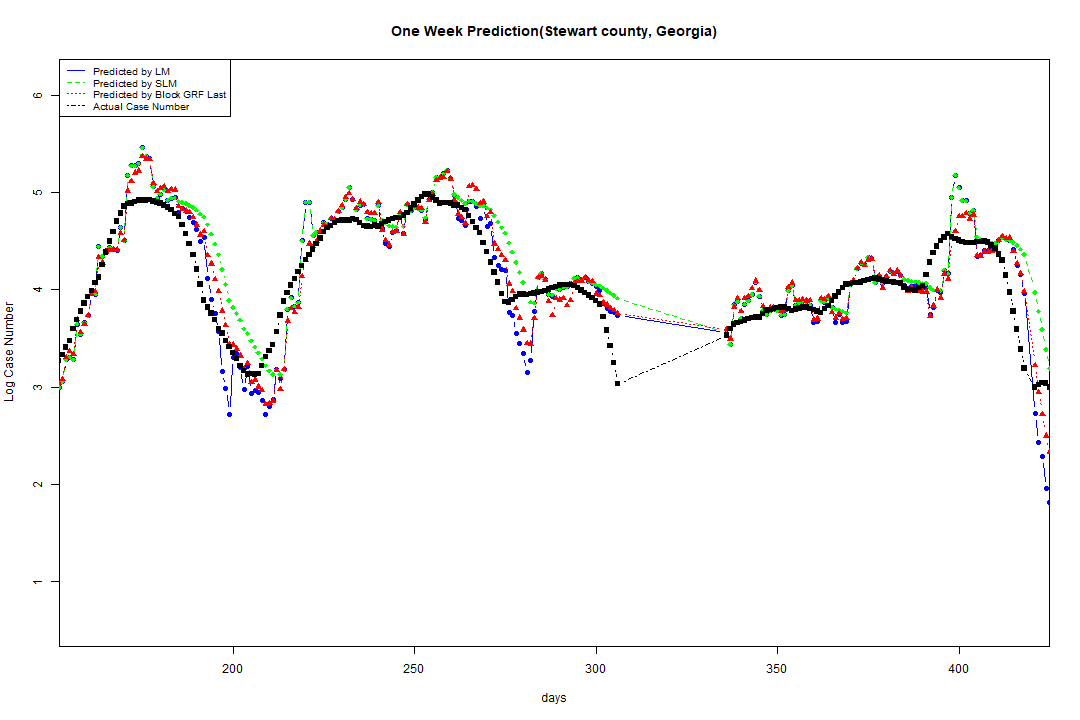 One Week Prediction(Stewart county, Georgia)
Predicted by LM
Predicted by SLM
Predicted by Block GRF Last
Actual Case Number
6
5
4
3
2
1
Log Case Number
200
250
300
350
400
days